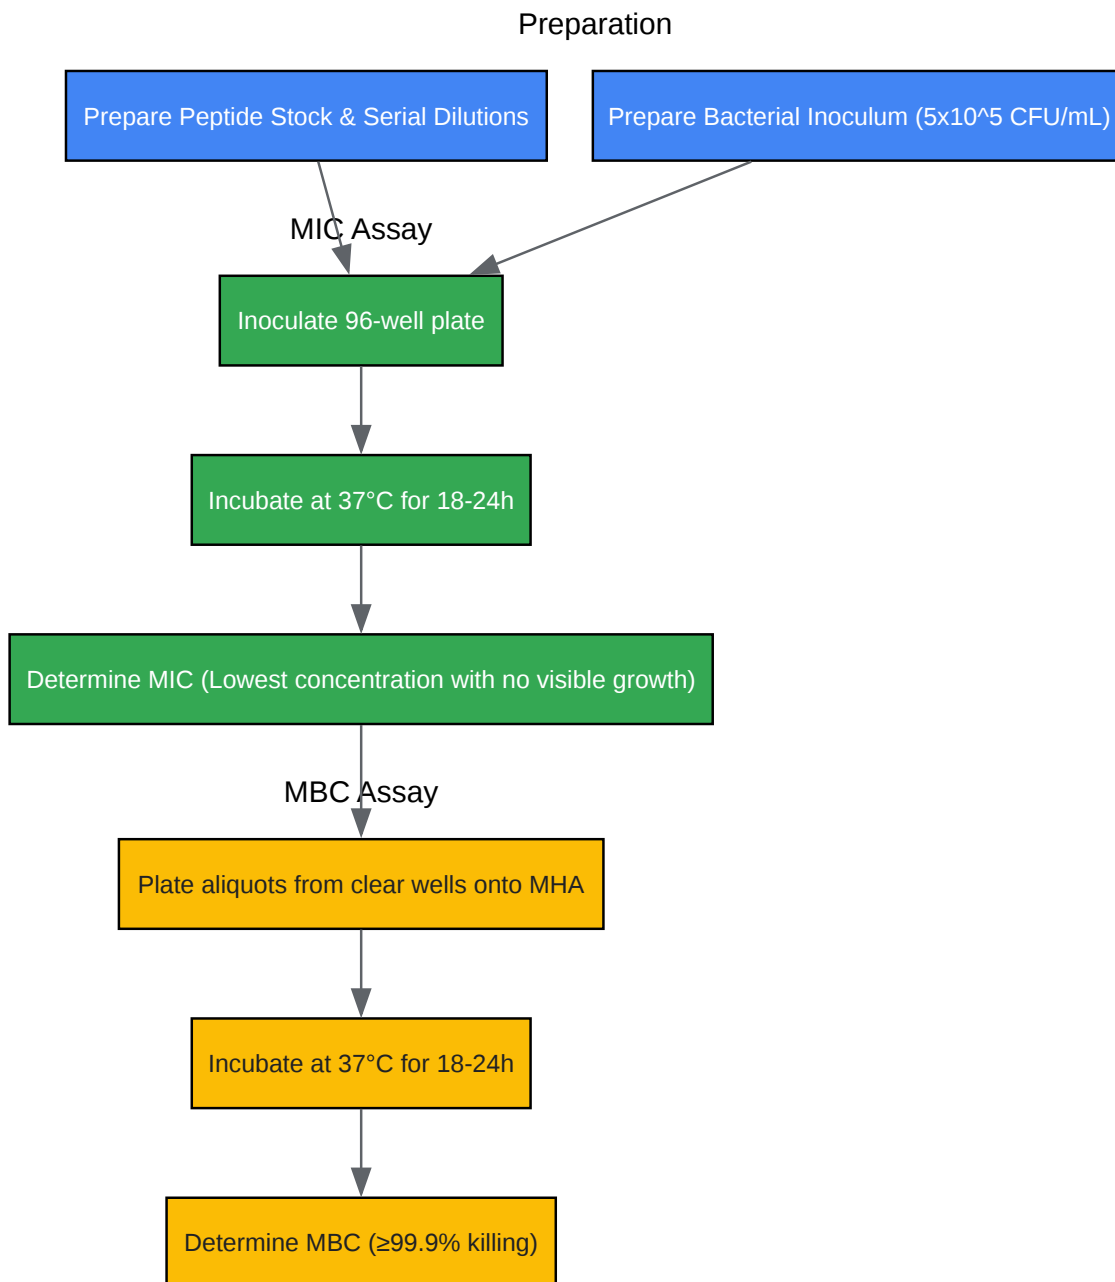 Preparation
Prepare Peptide Stock & Serial Dilutions
Prepare Bacterial Inoculum (5x10^5 CFU/mL)
MIC Assay
Inoculate 96-well plate
Incubate at 37°C for 18-24h
Determine MIC (Lowest concentration with no visible growth)
MBC Assay
Plate aliquots from clear wells onto MHA
Incubate at 37°C for 18-24h
Determine MBC (≥99.9% killing)